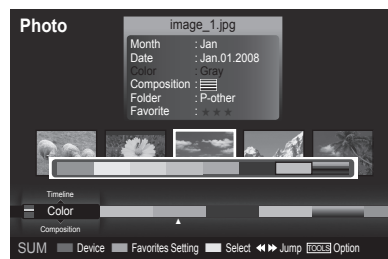 Photo
image_1.jpg
Month : Jan
Date : Jan.01.2008
Color : Gray
Composition :
Folder : P-other
Favorite : ★ ★ ★
Timeline
Color
Composition
SUM Device Favorites Setting Select ◄◄ ►► Jump TOOLS Option